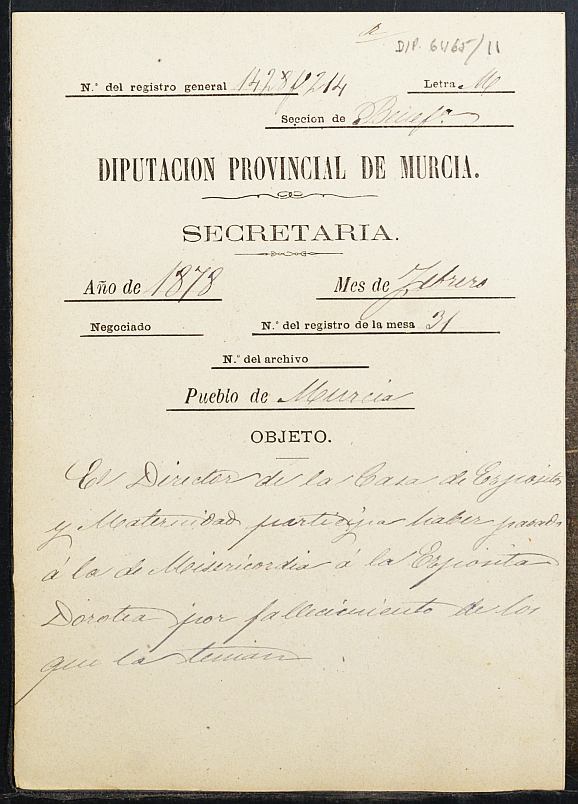 DIP. 6465/11
N.º del registro general 1428/214 Letra M
Seccion de Benefª
DIPUTACION PROVINCIAL DE MURCIA.
SECRETARIA.
Año de 1878 Mes de Febrero
Negociado N.º del registro de la mesa 31
N.º del archivo
Pueblo de Murcia
OBJETO.
El Director de la Casa de Expositos
y Maternidad participa haber pasado
á la de Misericordia á la Exposita
Dorotea por fallecimiento de los
que la tenian